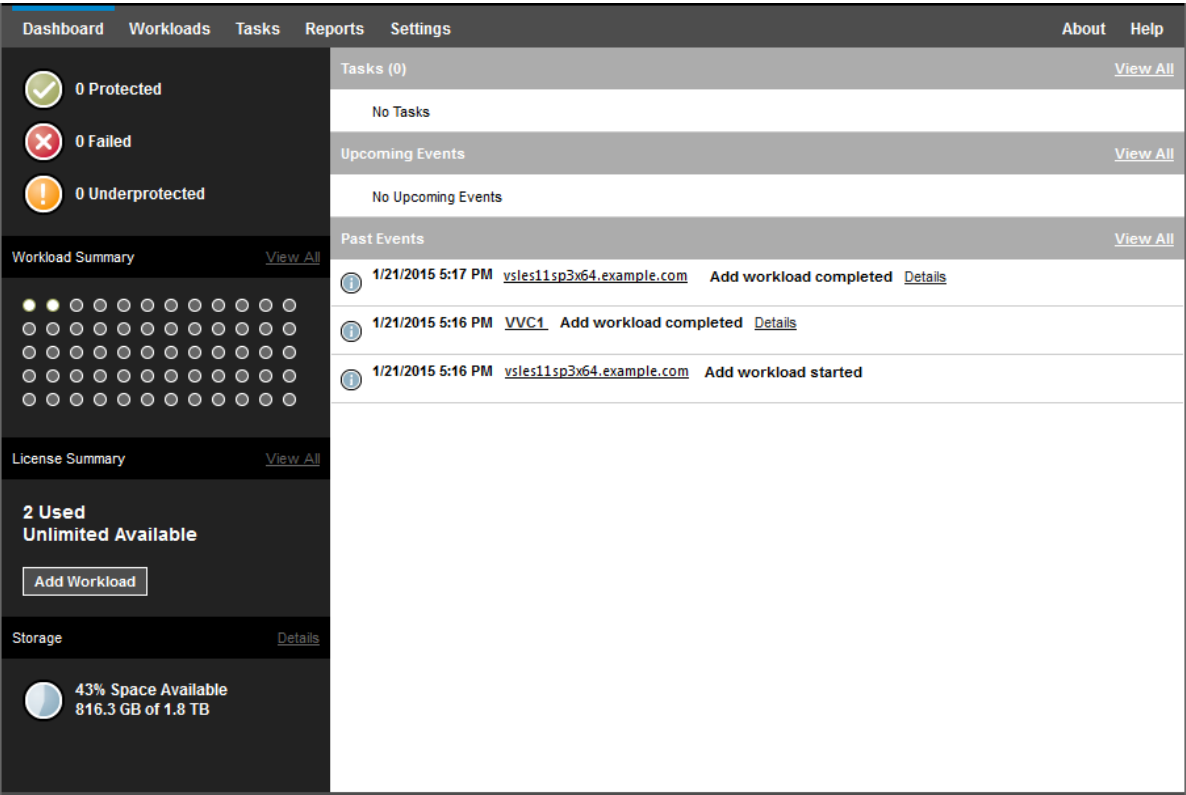 Dashboard Workloads Tasks Reports Settings About Help
0 Protected
0 Failed
0 Underprotected
Workload Summary View All
License Summary View All
2 Used
Unlimited Available
Add Workload
Storage Details
43% Space Available
816.3 GB of 1.8 TB
Tasks (0) View All
No Tasks
Upcoming Events View All
No Upcoming Events
Past Events View All
1/21/2015 5:17 PM vsles11sp3x64.example.com Add workload completed Details
1/21/2015 5:16 PM VVC1 Add workload completed Details
1/21/2015 5:16 PM vsles11sp3x64.example.com Add workload started